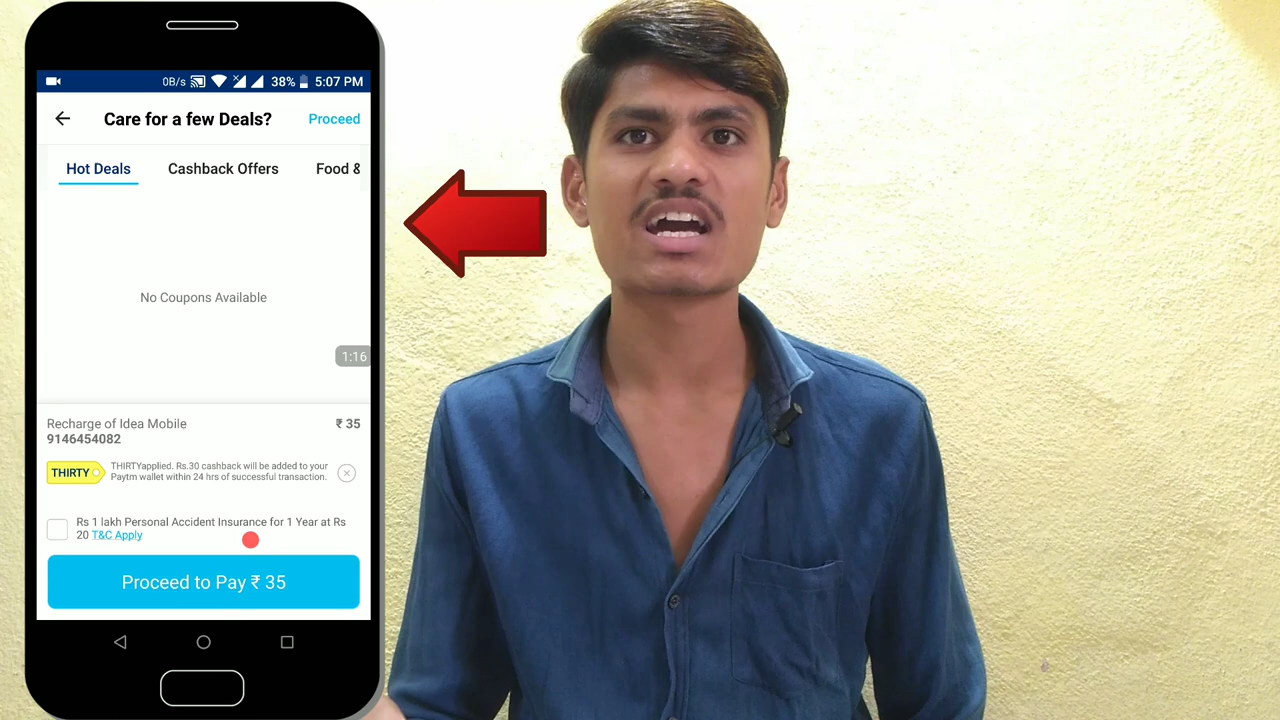 0B/s 38% 5:07 PM
Care for a few Deals? Proceed
Hot Deals Cashback Offers Food &
No Coupons Available
1:16
Recharge of Idea Mobile ₹ 35
9146454082
THIRTY THIRTYapplied. Rs.30 cashback will be added to your
Paytm wallet within 24 hrs of successful transaction.
Rs 1 lakh Personal Accident Insurance for 1 Year at Rs
20 T&C Apply
Proceed to Pay ₹ 35